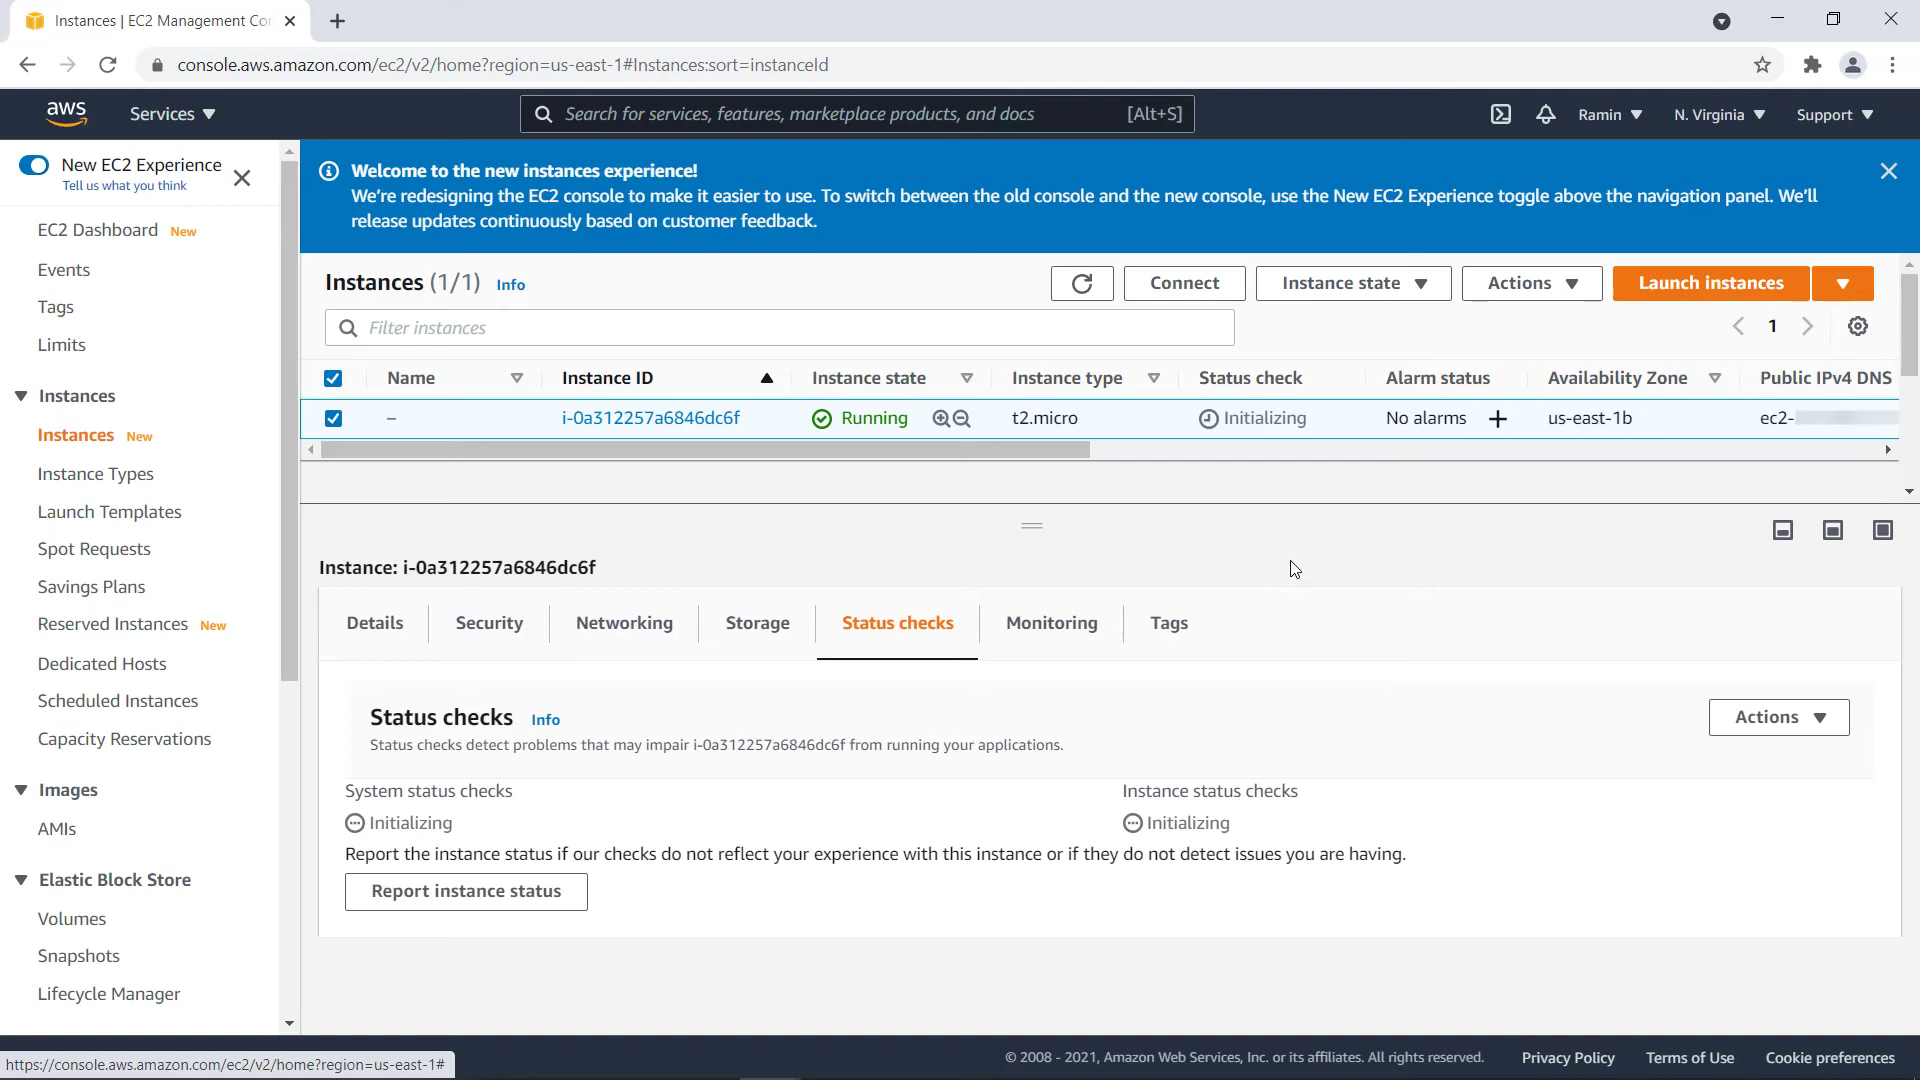 Instances | EC2 Management Con
console.aws.amazon.com/ec2/v2/home?region=us-east-1#Instances:sort=instanceId
aws
Services
Search for services, features, marketplace products, and docs
[Alt+S]
Ramin
N. Virginia
Support
New EC2 Experience
Tell us what you think
EC2 Dashboard New
Events
Tags
Limits
Instances
Instances New
Instance Types
Launch Templates
Spot Requests
Savings Plans
Reserved Instances New
Dedicated Hosts
Scheduled Instances
Capacity Reservations
Images
AMIs
Elastic Block Store
Volumes
Snapshots
Lifecycle Manager
Welcome to the new instances experience!
We're redesigning the EC2 console to make it easier to use. To switch between the old console and the new console, use the New EC2 Experience toggle above the navigation panel. We'll
release updates continuously based on customer feedback.
Instances (1/1) Info
Connect
Instance state
Actions
Launch instances
Filter instances
1
Name
Instance ID
Instance state
Instance type
Status check
Alarm status
Availability Zone
Public IPv4 DNS
–
i-0a312257a6846dc6f
Running
t2.micro
Initializing
No alarms
us-east-1b
ec2-
Instance: i-0a312257a6846dc6f
Details
Security
Networking
Storage
Status checks
Monitoring
Tags
Status checks Info
Actions
Status checks detect problems that may impair i-0a312257a6846dc6f from running your applications.
System status checks
Initializing
Instance status checks
Initializing
Report the instance status if our checks do not reflect your experience with this instance or if they do not detect issues you are having.
Report instance status
https://console.aws.amazon.com/ec2/v2/home?region=us-east-1#
© 2008 - 2021, Amazon Web Services, Inc. or its affiliates. All rights reserved.
Privacy Policy
Terms of Use
Cookie preferences